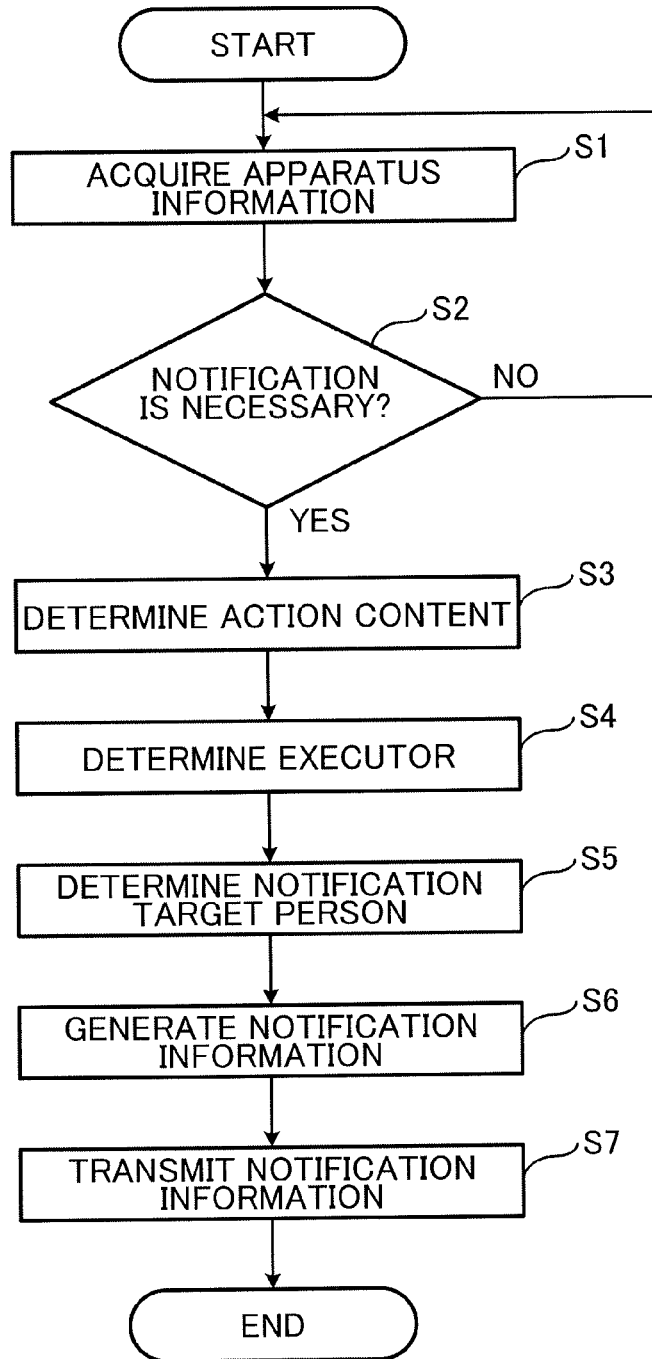 START
S1
ACQUIRE APPARATUS
INFORMATION
S2
NOTIFICATION
IS NECESSARY?
NO
YES
S3
DETERMINE ACTION CONTENT
S4
DETERMINE EXECUTOR
S5
DETERMINE NOTIFICATION
TARGET PERSON
S6
GENERATE NOTIFICATION
INFORMATION
S7
TRANSMIT NOTIFICATION
INFORMATION
END